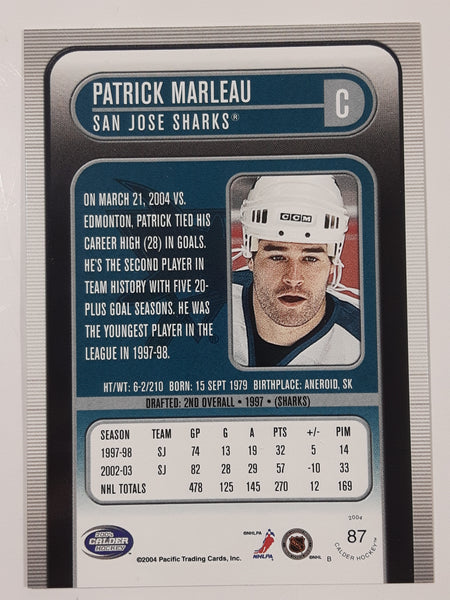 PATRICK MARLEAU
C
SAN JOSE SHARKS®
ON MARCH 21, 2004 VS.
EDMONTON, PATRICK TIED HIS
CAREER HIGH (28) IN GOALS.
HE'S THE SECOND PLAYER IN
TEAM HISTORY WITH FIVE 20-
PLUS GOAL SEASONS. HE WAS
THE YOUNGEST PLAYER IN THE
LEAGUE IN 1997-98.
CCM
HT/WT: 6-2/210 BORN: 15 SEPT 1979 BIRTHPLACE: ANEROID, SK
DRAFTED: 2ND OVERALL • 1997 • (SHARKS)
SEASON TEAM GP G A PTS +/- PIM
1997-98 SJ 74 13 19 32 5 14
2002-03 SJ 82 28 29 57 -10 33
NHL TOTALS 478 125 145 270 12 169
CALDER
HOCKEY
©2004 Pacific Trading Cards, Inc.
©NHLPA
NHLPA
©NHL
B
2004
87
CALDER HOCKEY™